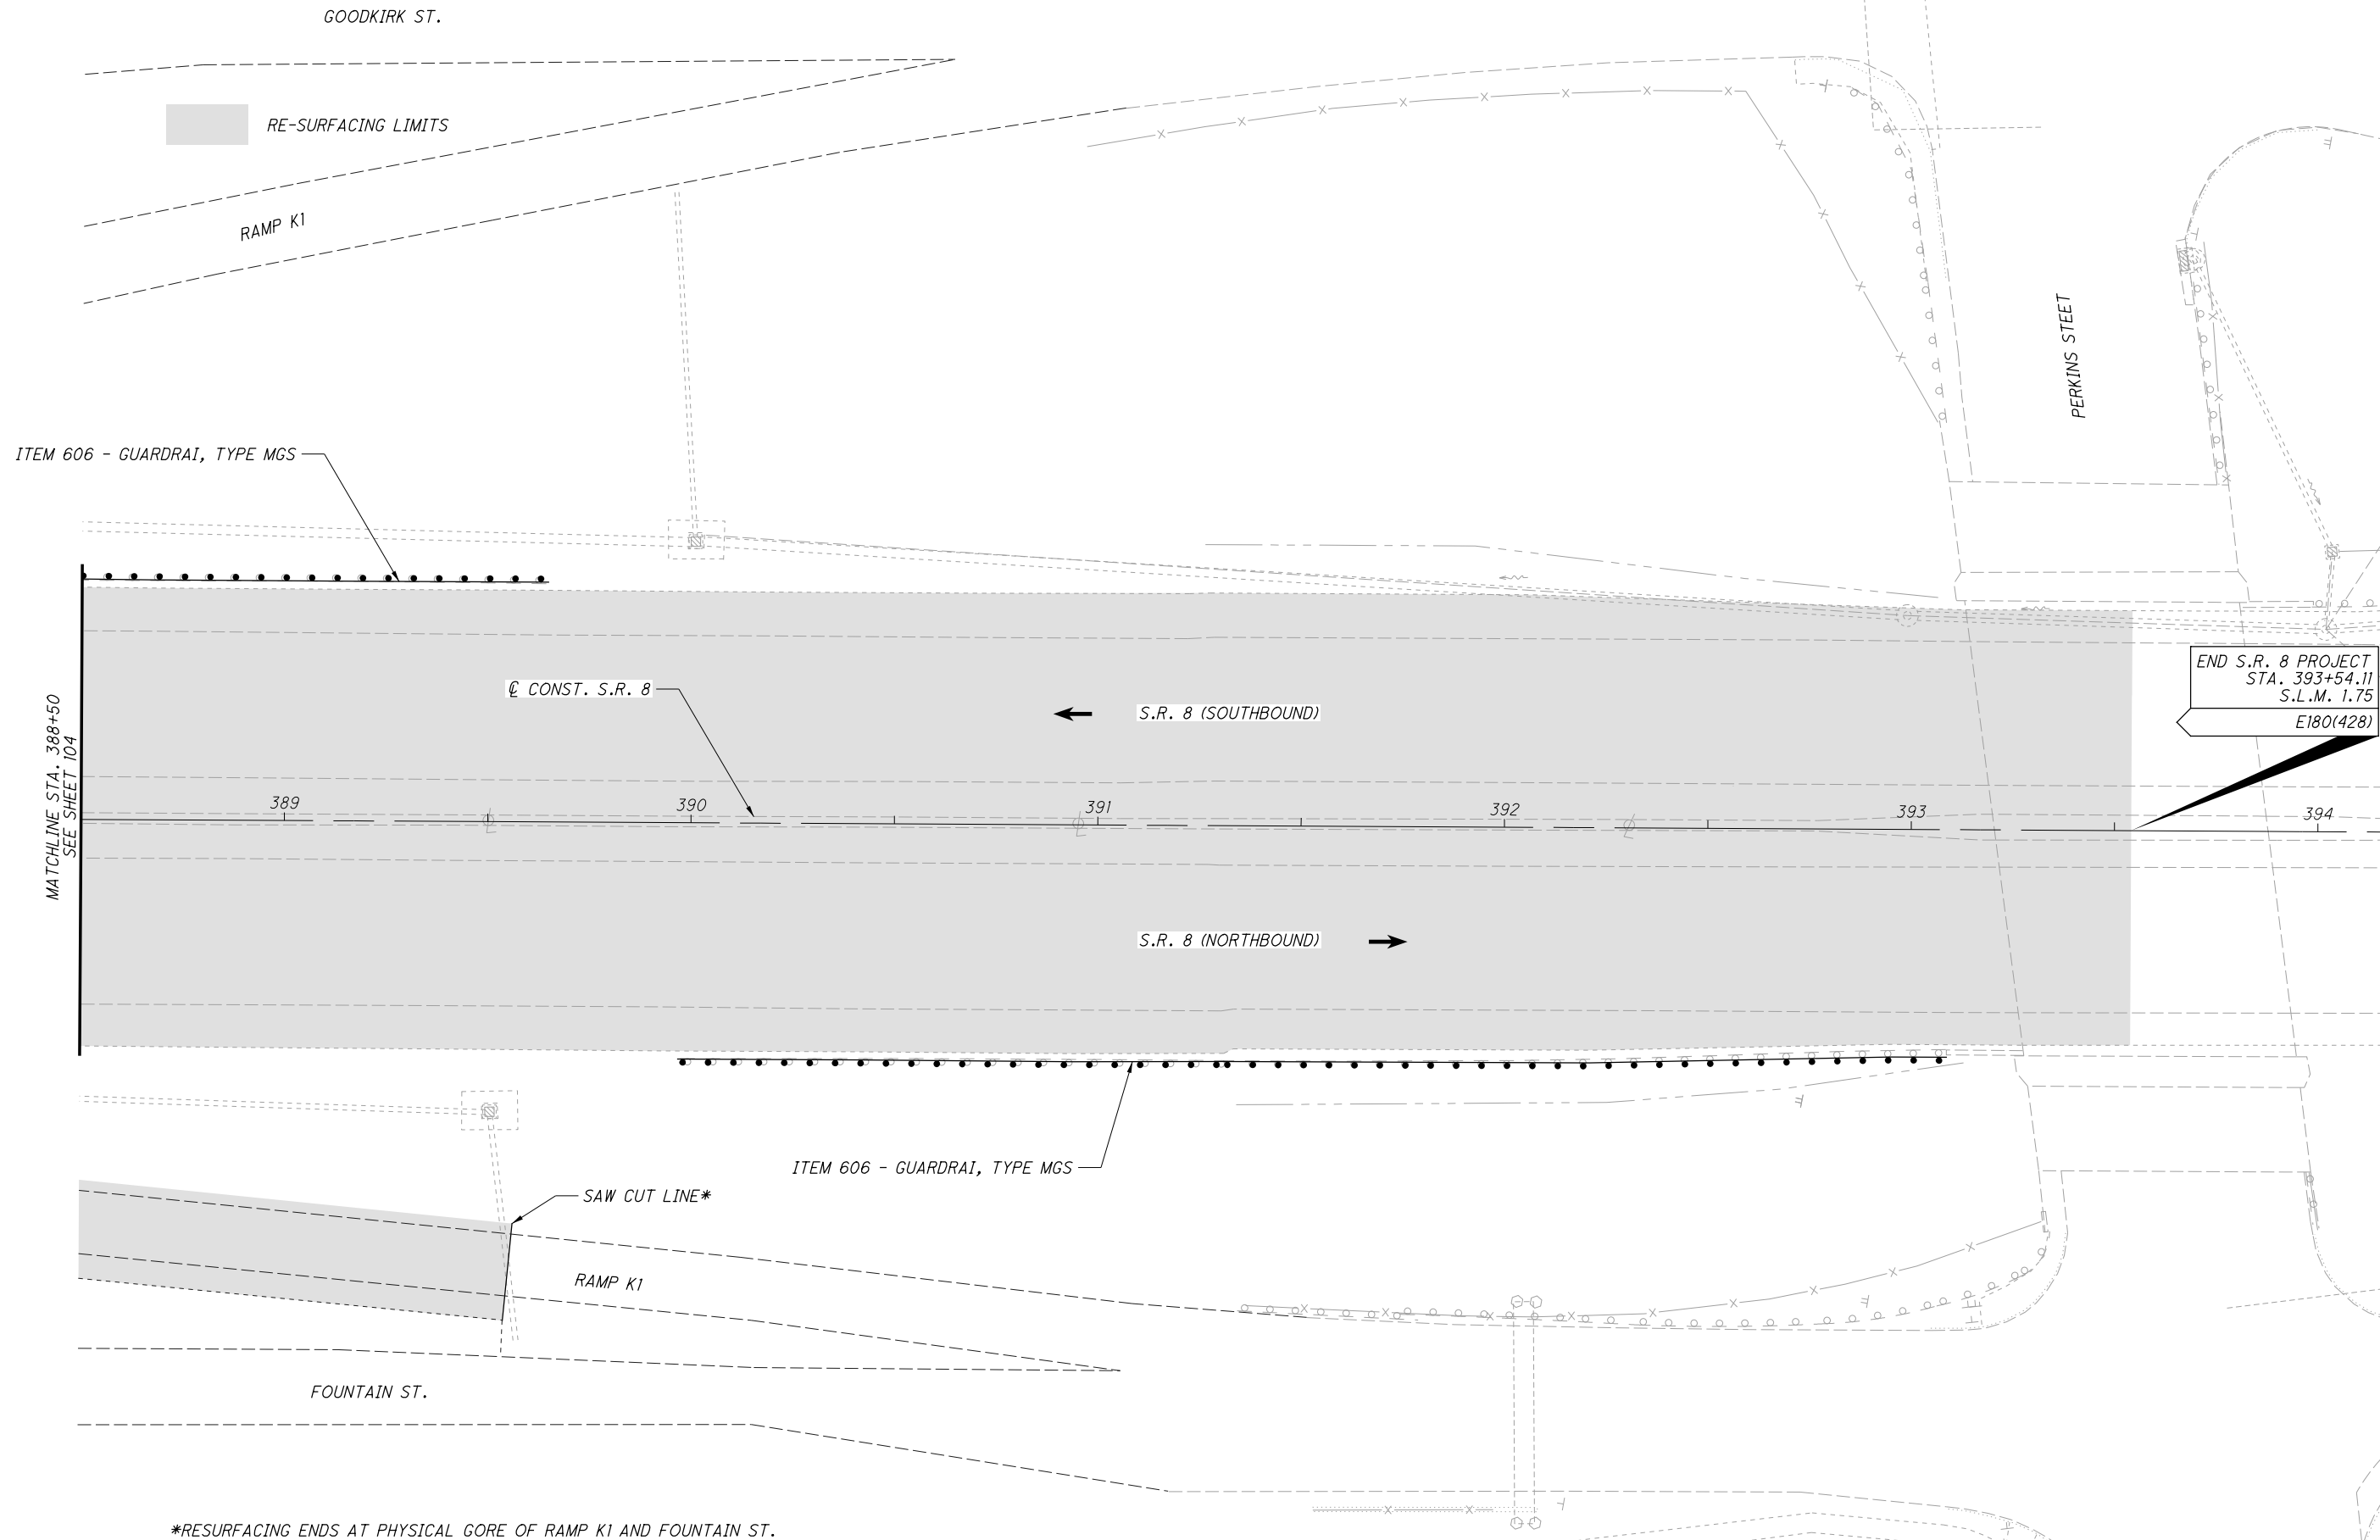 GOODKIRK ST.
RE-SURFACING LIMITS
RAMP K1
PERKINS STEET
ITEM 606 - GUARDRAI, TYPE MGS
MATCHLINE STA. 388+50
SEE SHEET 104
℄ CONST. S.R. 8
S.R. 8 (SOUTHBOUND)
END S.R. 8 PROJECT
STA. 393+54.11
S.L.M. 1.75
E180(428)
389
390
391
392
393
394
S.R. 8 (NORTHBOUND)
ITEM 606 - GUARDRAI, TYPE MGS
SAW CUT LINE*
RAMP K1
FOUNTAIN ST.
*RESURFACING ENDS AT PHYSICAL GORE OF RAMP K1 AND FOUNTAIN ST.